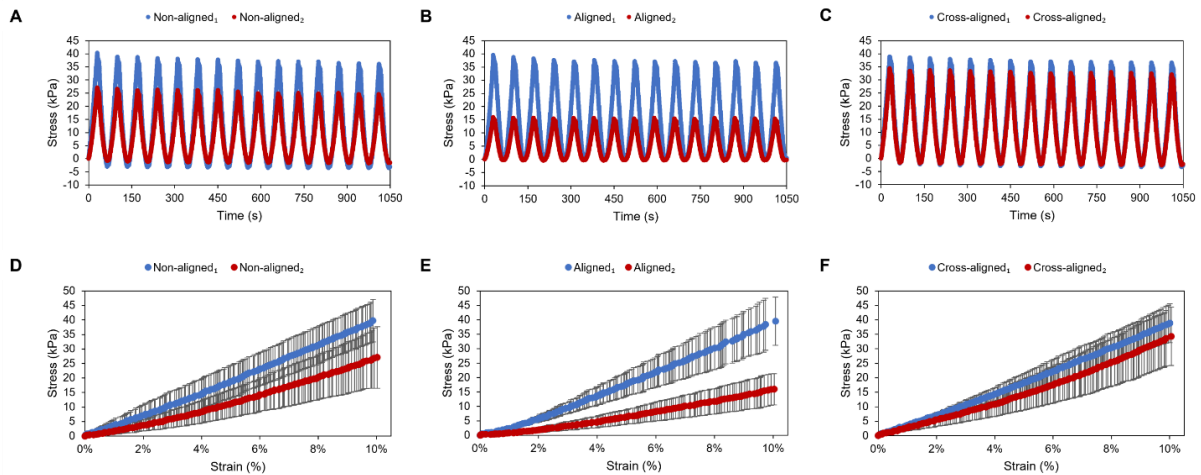 A
Non-aligned₁ Non-aligned₂
45
40
35
30
25
20
15
10
5
0
-5
-10
Stress (kPa)
0 150 300 450 600 750 900 1050
Time (s)
B
Aligned₁ Aligned₂
45
40
35
30
25
20
15
10
5
0
-5
-10
Stress (kPa)
0 150 300 450 600 750 900 1050
Time (s)
C
Cross-aligned₁ Cross-aligned₂
45
40
35
30
25
20
15
10
5
0
-5
-10
Stress (kPa)
0 150 300 450 600 750 900 1050
Time (s)
D
Non-aligned₁ Non-aligned₂
50
45
40
35
30
25
20
15
10
5
0
Stress (kPa)
0% 2% 4% 6% 8% 10%
Strain (%)
E
Aligned₁ Aligned₂
50
45
40
35
30
25
20
15
10
5
0
Stress (kPa)
0% 2% 4% 6% 8% 10%
Strain (%)
F
Cross-aligned₁ Cross-aligned₂
50
45
40
35
30
25
20
15
10
5
0
Stress (kPa)
0% 2% 4% 6% 8% 10%
Strain (%)